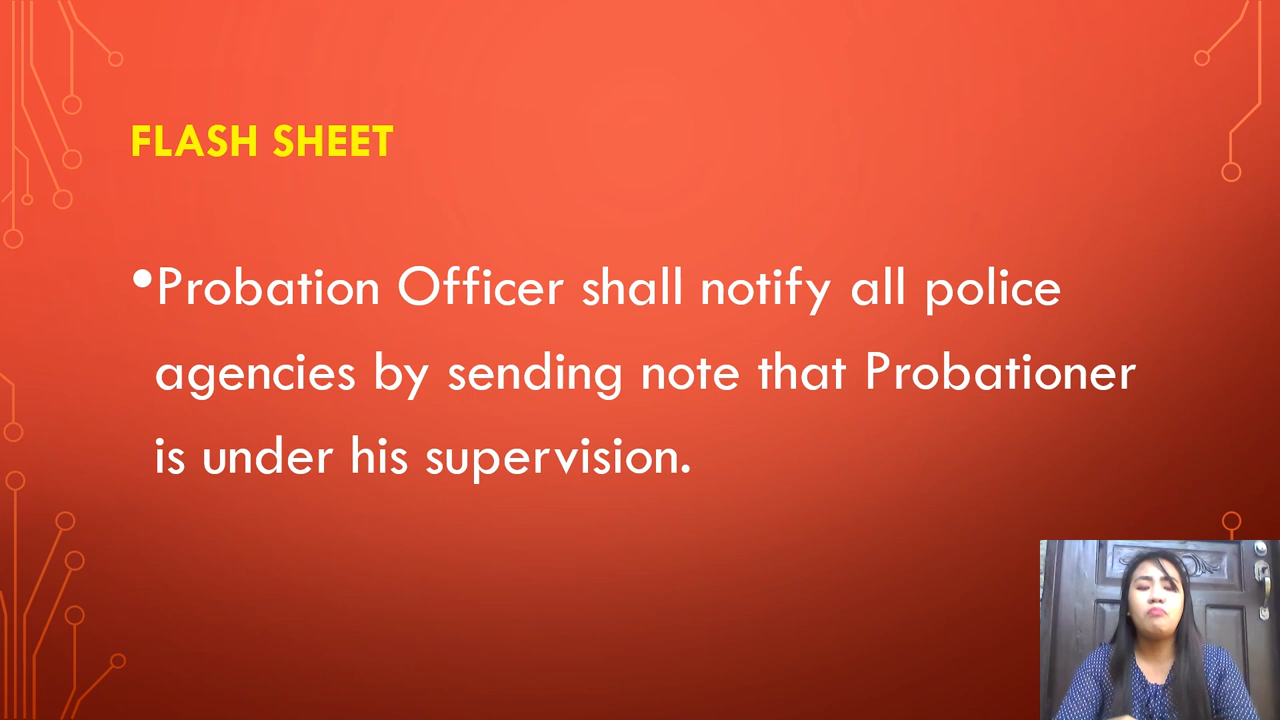 FLASH SHEET
•Probation Officer shall notify all police
agencies by sending note that Probationer
is under his supervision.